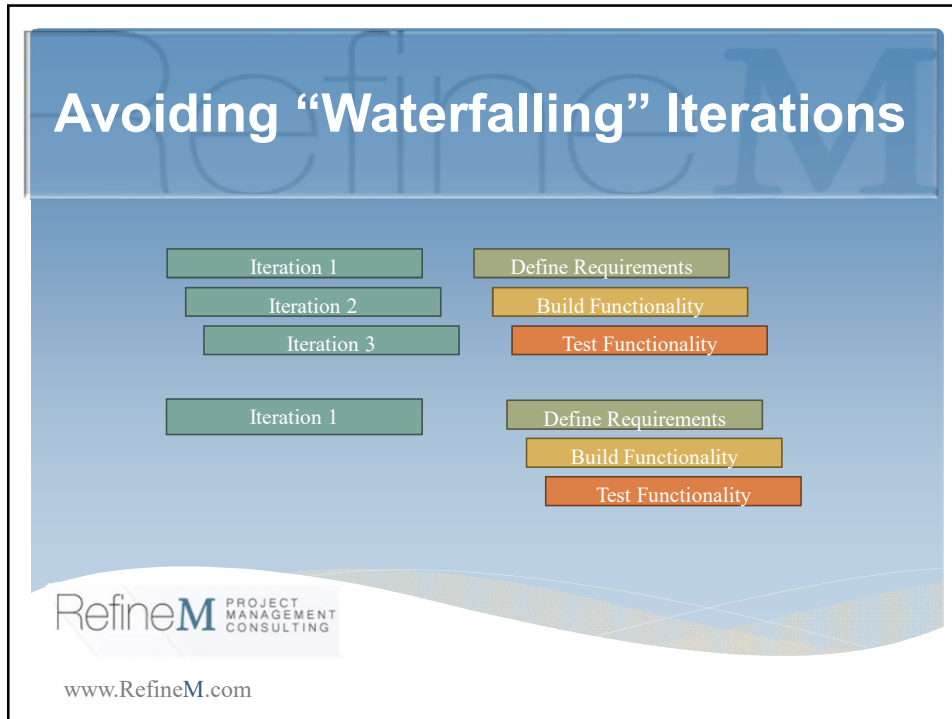 Avoiding “Waterfalling” Iterations
RefineM
Iteration 1
Define Requirements
Iteration 2
Build Functionality
Iteration 3
Test Functionality
Iteration 1
Define Requirements
Build Functionality
Test Functionality
RefineM PROJECT
MANAGEMENT
CONSULTING
www.RefineM.com